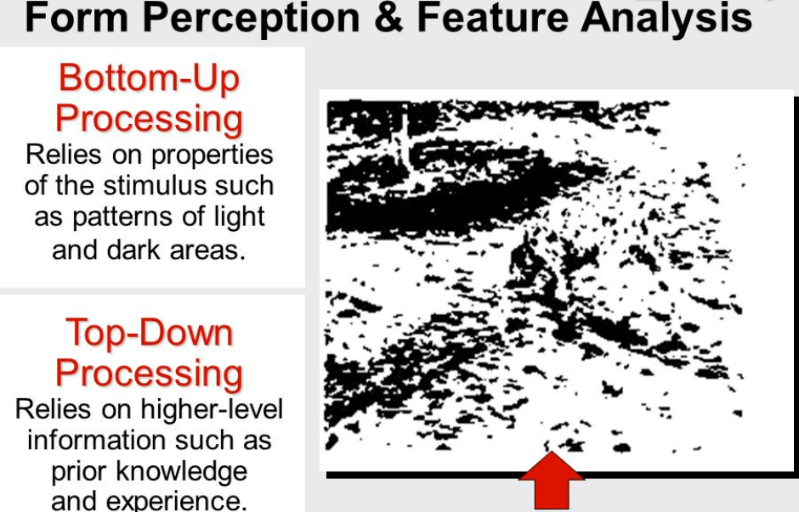 Form Perception & Feature Analysis
Bottom-Up
Processing
Relies on properties
of the stimulus such
as patterns of light
and dark areas.
Top-Down
Processing
Relies on higher-level
information such as
prior knowledge
and experience.